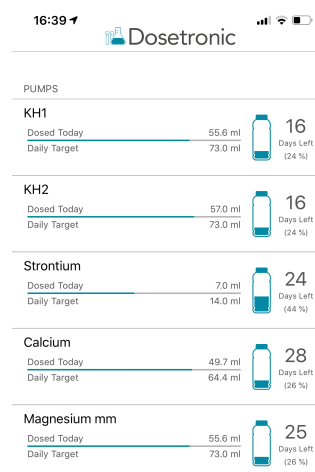 16:39
Dosetronic
PUMPS
KH1
Dosed Today 55.6 ml
Daily Target 73.0 ml
16
Days Left
(24 %)
KH2
Dosed Today 57.0 ml
Daily Target 73.0 ml
16
Days Left
(24 %)
Strontium
Dosed Today 7.0 ml
Daily Target 14.0 ml
24
Days Left
(44 %)
Calcium
Dosed Today 49.7 ml
Daily Target 64.4 ml
28
Days Left
(26 %)
Magnesium mm
Dosed Today 55.6 ml
Daily Target 73.0 ml
25
Days Left
(26 %)